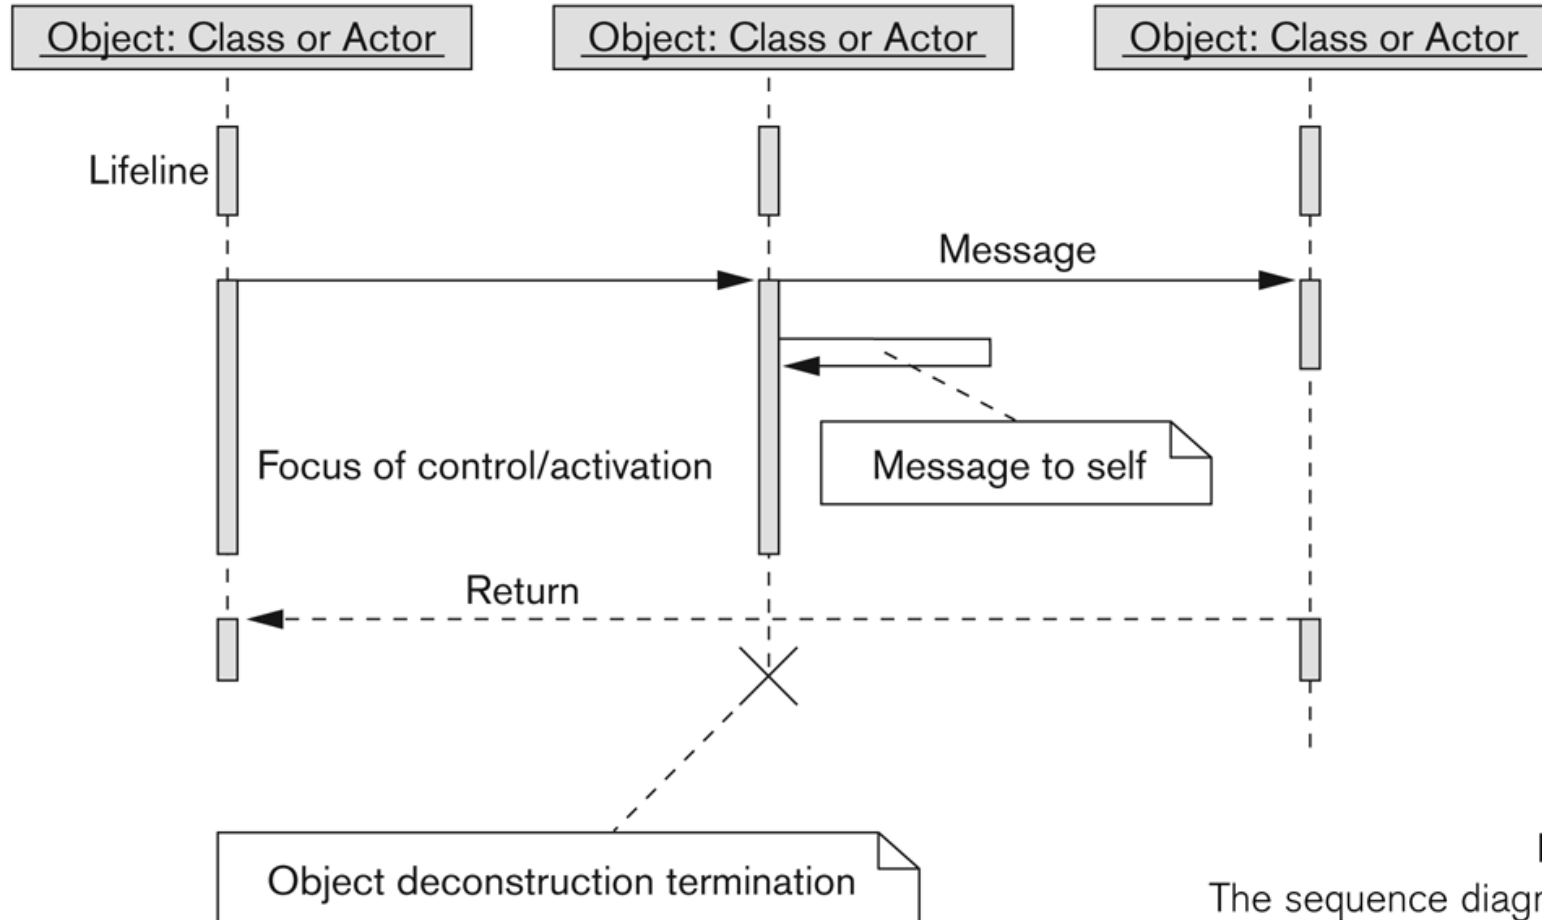 Object: Class or Actor
Object: Class or Actor
Object: Class or Actor
Lifeline
Message
Focus of control/activation
Message to self
Return
Object deconstruction termination
The sequence